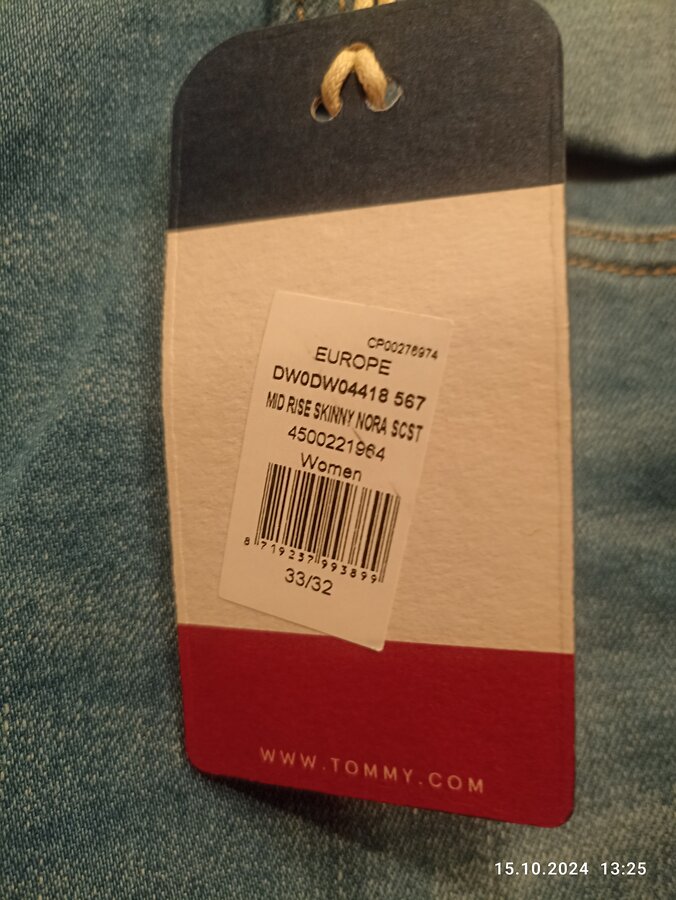 CP00276974
EUROPE
DW0DW04418 567
MID RISE SKINNY NORA SCST
4500221964
Women
8 719237 993899
33/32
WWW.TOMMY.COM
15.10.2024 13:25